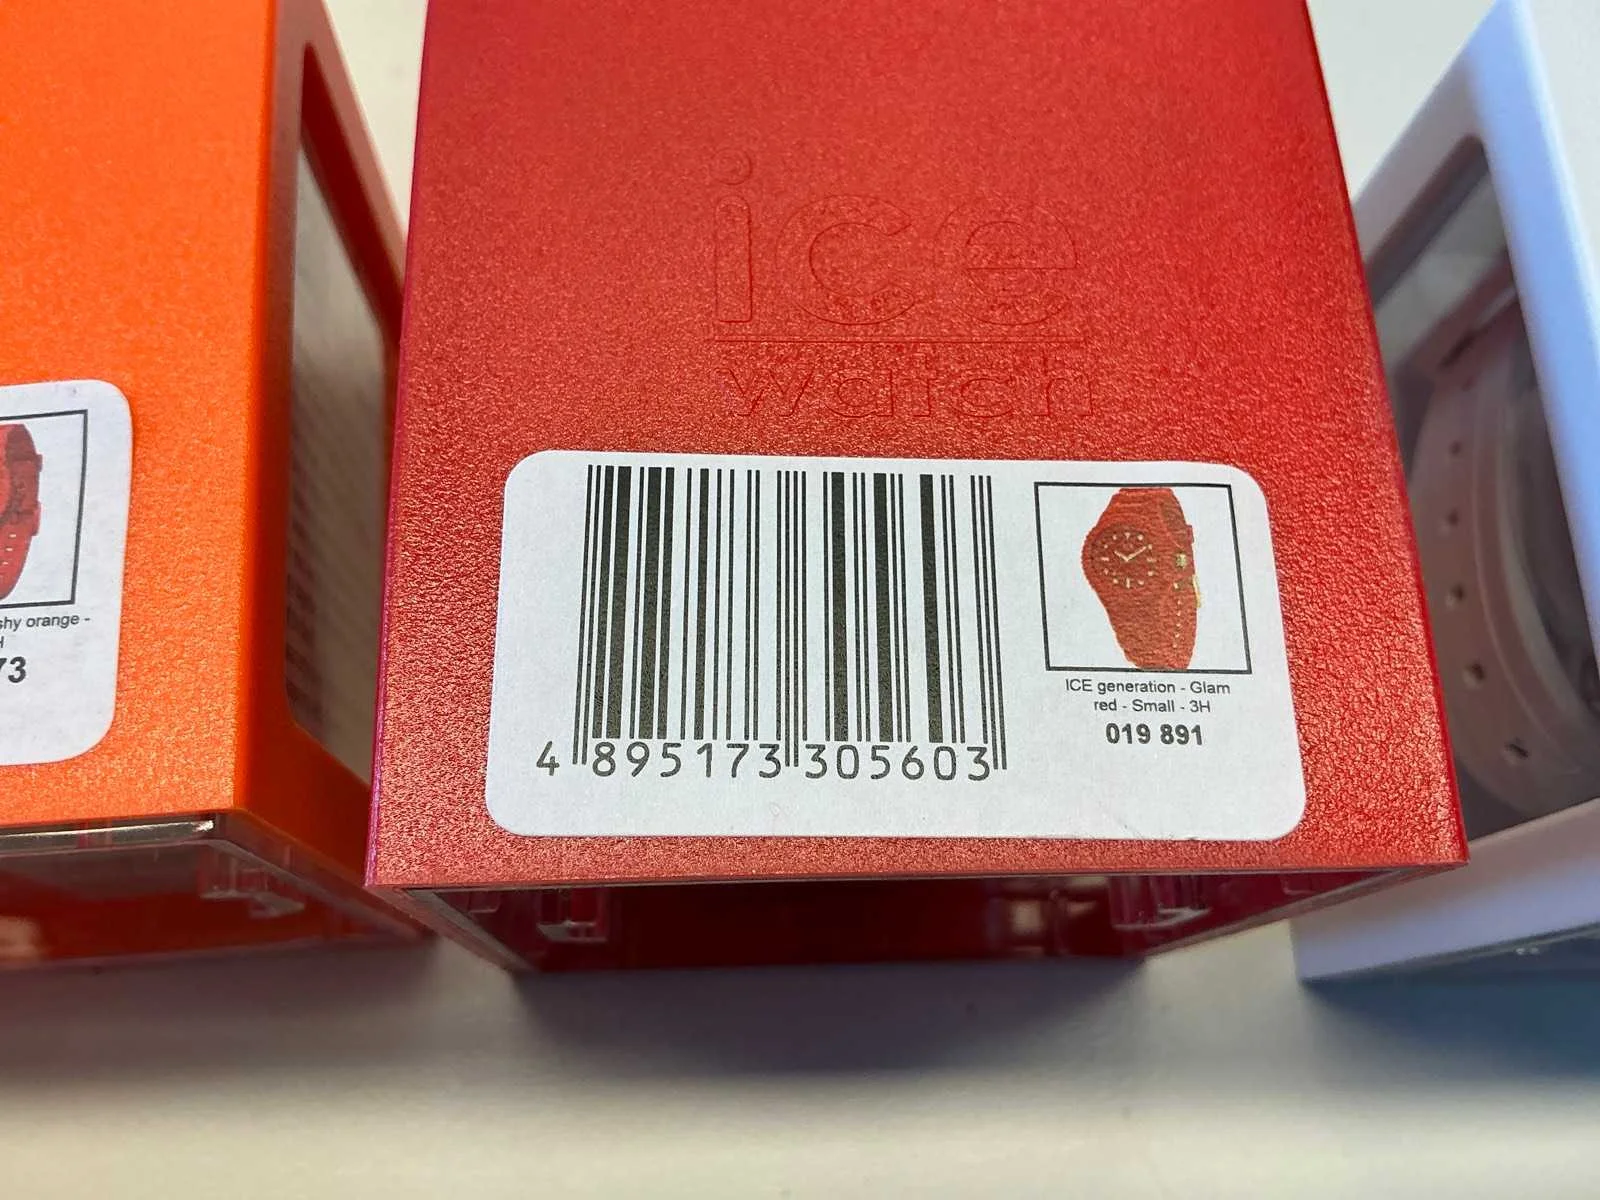 ice
watch
4 895173 305603
ICE generation - Glam
red - Small - 3H
019 891
shy orange -
H
73